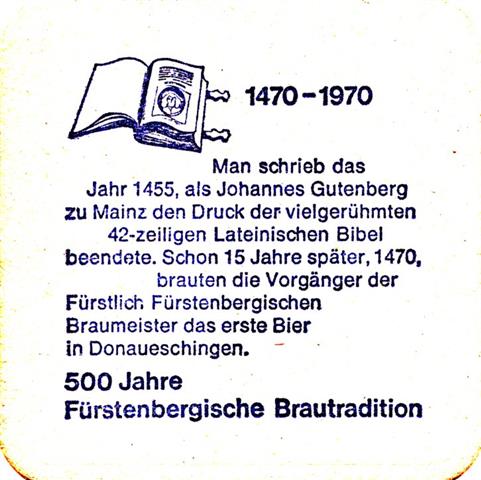 1470-1970
Man schrieb das
Jahr 1455, als Johannes Gutenberg
zu Mainz den Druck der vielgerühmten
42-zeiligen Lateinischen Bibel
beendete. Schon 15 Jahre später, 1470,
brauten die Vorgänger der
Fürstlich Fürstenbergischen
Braumeister das erste Bier
in Donaueschingen.
500 Jahre
Fürstenbergische Brautradition